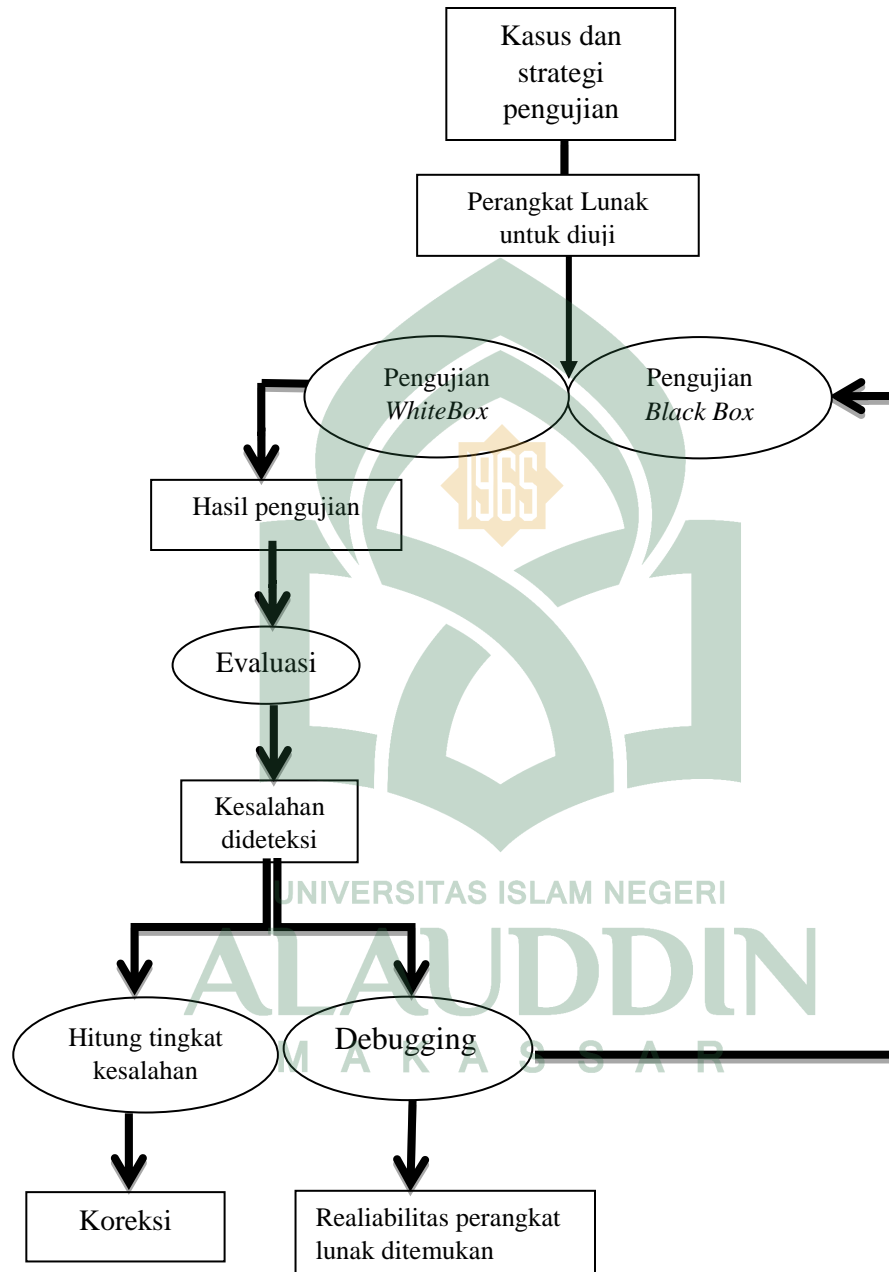 Kasus dan
strategi
pengujian
Perangkat Lunak
untuk diuji
Pengujian
WhiteBox
Pengujian
Black Box
1965
Hasil pengujian
Evaluasi
Kesalahan
dideteksi
UNIVERSITAS ISLAM NEGERI
ALAUDDIN
MAKASSAR
Hitung tingkat
kesalahan
Debugging
Koreksi
Realiabilitas perangkat
lunak ditemukan